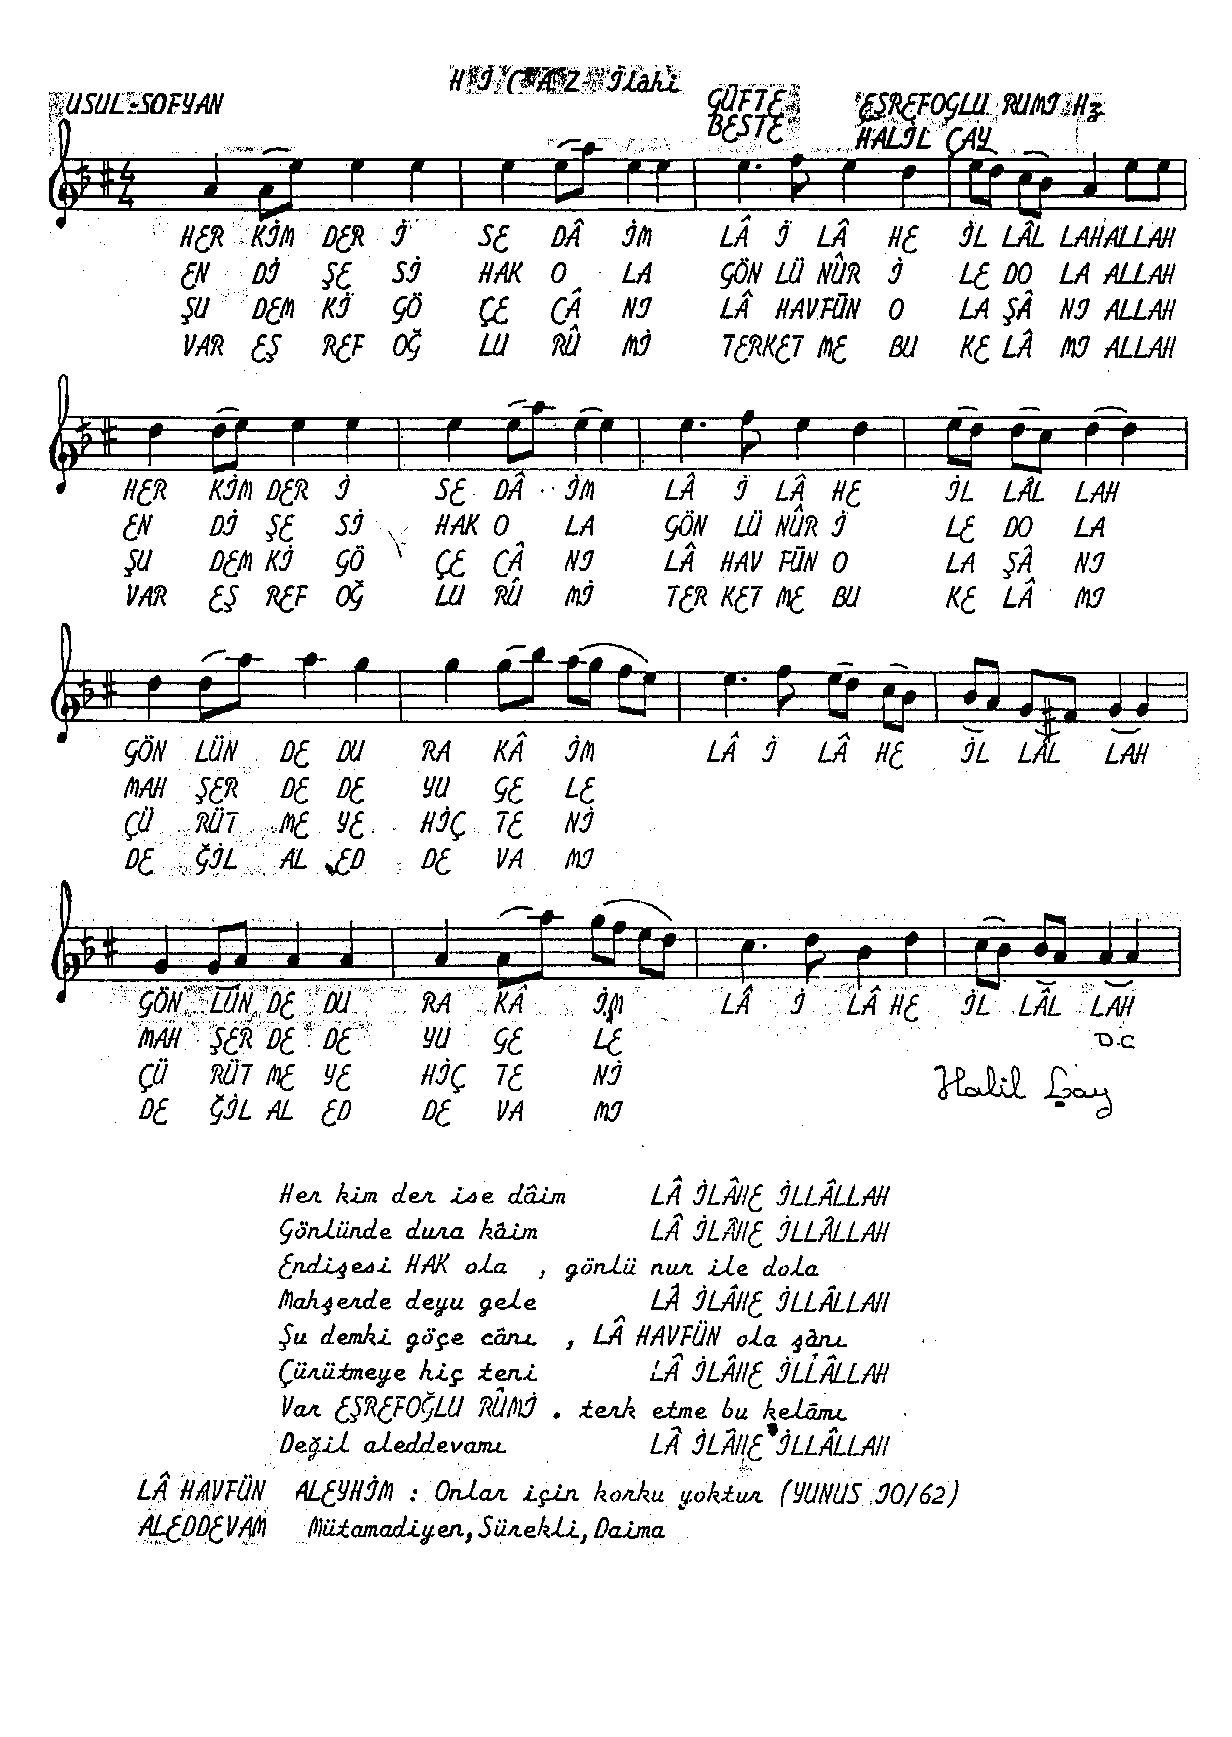 HİCAZ İlâhi
USUL-SOFYAN
GÜFTE EŞREFOĞLU RUMİ Hz
BESTE HALİL ÇAY
4/4
HER KİM DER İ SE DÂ İM LÂ İ LÂ HE İL LÂL LAH ALLAH
EN DİŞE Sİ HAK O LA GÖN LÜ NÛR İ LE DO LA ALLAH
ŞU DEM Kİ GÖ ÇE CÂ NI LÂ HAVFÜN O LA ŞÂ NI ALLAH
VAR EŞ REF OĞ LU RÛ Mİ TERKET ME BU KE LÂ MI ALLAH
HER KİM DER İ SE DÂ İM LÂ İ LÂ HE İL LÂL LAH
EN Dİ ŞE Sİ HAK O LA GÖN LÜ NÛR İ LE DO LA
ŞU DEM Kİ GÖ ÇE CÂ NI LÂ HAV FÜN O LA ŞÂ NI
VAR EŞ REF OĞ LU RÛ Mİ TER KET ME BU KE LÂ MI
GÖN LÜN DE DU RA KÂ İM LÂ İ LÂ HE İL LÂL LAH
MAH ŞER DE DE YU GE LE
ÇÜ RÜT ME YE HİÇ TE Nİ
DE ĞİL AL ED DE VA MI
GÖN LÜN DE DU RA KÂ İM LÂ İ LÂ HE İL LÂL LAH
MAH ŞER DE DE YU GE LE D.C
ÇÜ RÜT ME YE HİÇ TE Nİ Halil Çay
DE ĞİL AL ED DE VA MI
Her kim der ise dâim LÂ İLÂHE İLLÂLLAH
Gönlünde dura kâim LÂ İLÂHE İLLÂLLAH
Endişesi HAK ola , gönlü nur ile dola
Mahşerde deyu gele LÂ İLÂHE İLLÂLLAH
Şu demki göçe cânı , LÂ HAVFÜN ola şânı
Çürütmeye hiç teni LÂ İLÂHE İLLÂLLAH
Var EŞREFOĞLU RÛMİ . terk etme bu kelâmı
Değil aleddevamı LÂ İLÂHE İLLÂLLAH
LÂ HAVFÜN ALEYHİM : Onlar için korku yoktur (YUNUS 10/62)
ALEDDEVAM Mütamadiyen, Sürekli, Daima